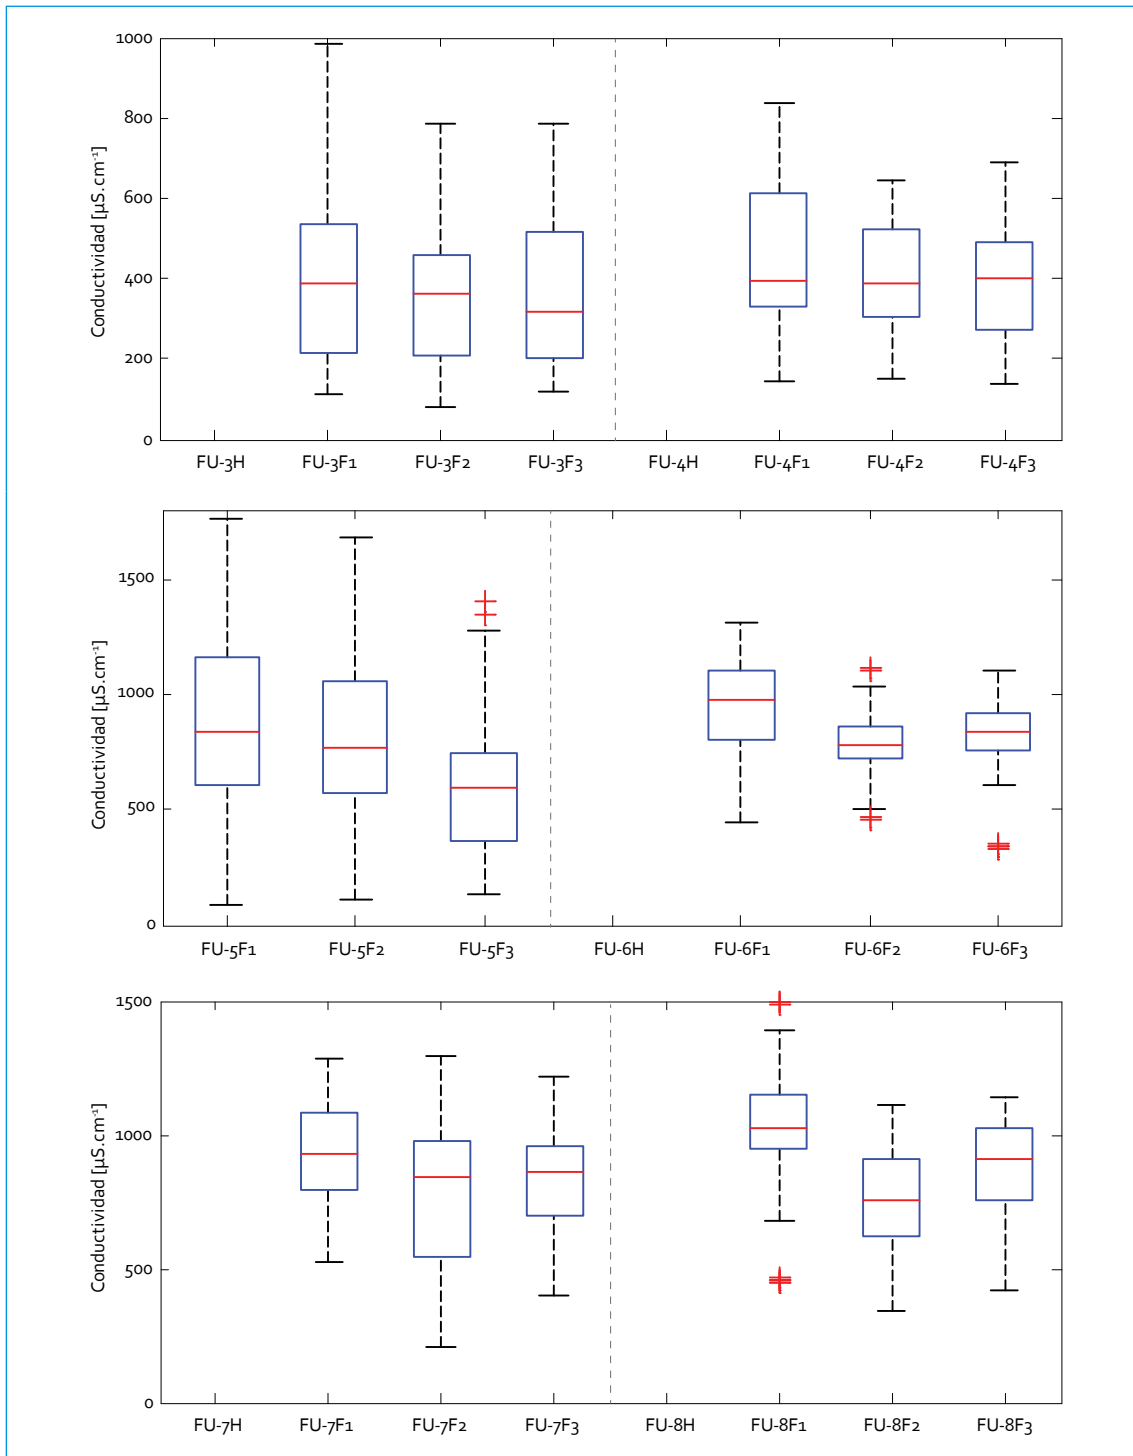 1000
800
600
400
200
0
Conductividad [µS.cm⁻¹]
FU-3H FU-3F1 FU-3F2 FU-3F3 FU-4H FU-4F1 FU-4F2 FU-4F3
1500
1000
500
0
Conductividad [µS.cm⁻¹]
FU-5F1 FU-5F2 FU-5F3 FU-6H FU-6F1 FU-6F2 FU-6F3
1500
1000
500
0
Conductividad [µS.cm⁻¹]
FU-7H FU-7F1 FU-7F2 FU-7F3 FU-8H FU-8F1 FU-8F2 FU-8F3